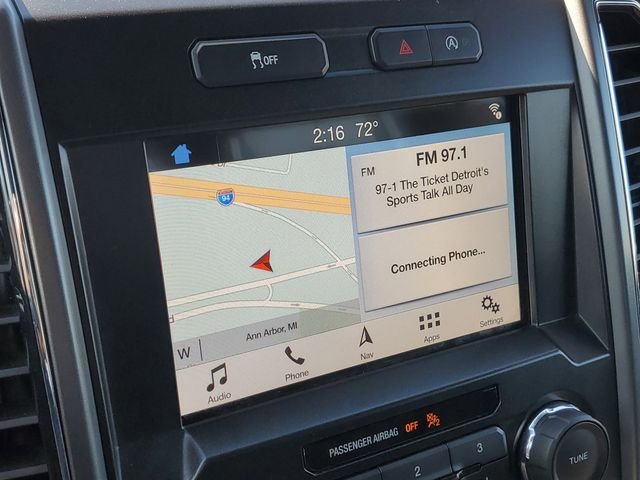 OFF
A
2:16 72°
94
FM
FM 97.1
97-1 The Ticket Detroit's
Sports Talk All Day
Connecting Phone...
W
Ann Arbor, MI
Audio
Phone
Nav
Apps
Settings
PASSENGER AIRBAG OFF 2
2
3
TUNE